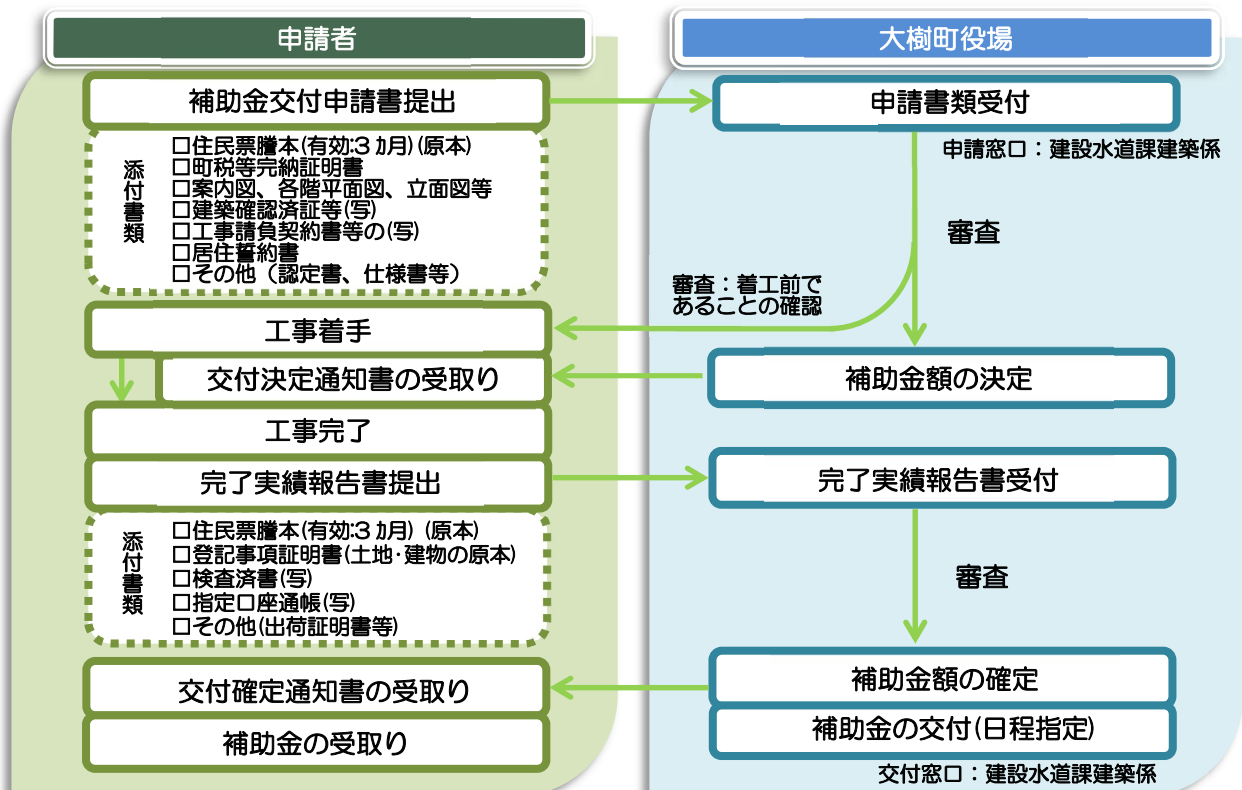 申請者
大樹町役場
補助金交付申請書提出
申請書類受付
申請窓口：建設水道課建築係
添付書類
□住民票謄本(有効:3ヵ月)(原本)
□町税等完納証明書
□案内図、各階平面図、立面図等
□建築確認済証等(写)
□工事請負契約書等の(写)
□居住誓約書
□その他（認定書、仕様書等）
審査
審査：着工前で
あることの確認
工事着手
交付決定通知書の受取り
補助金額の決定
工事完了
完了実績報告書提出
完了実績報告書受付
添付書類
□住民票謄本(有効:3ヵ月) (原本)
□登記事項証明書(土地・建物の原本)
□検査済書(写)
□指定口座通帳(写)
□その他(出荷証明書等)
審査
補助金額の確定
交付確定通知書の受取り
補助金の交付(日程指定)
補助金の受取り
交付窓口：建設水道課建築係